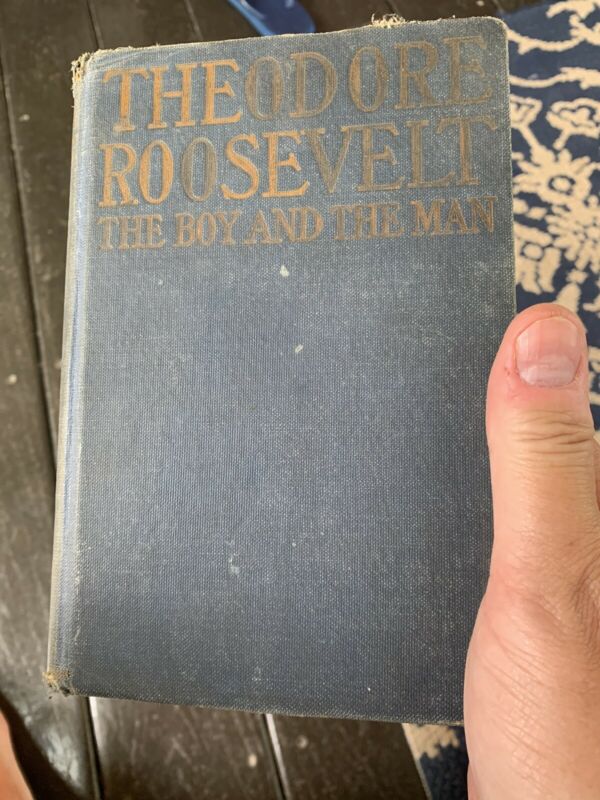 THEODORE
ROOSEVELT
THE BOY AND THE MAN